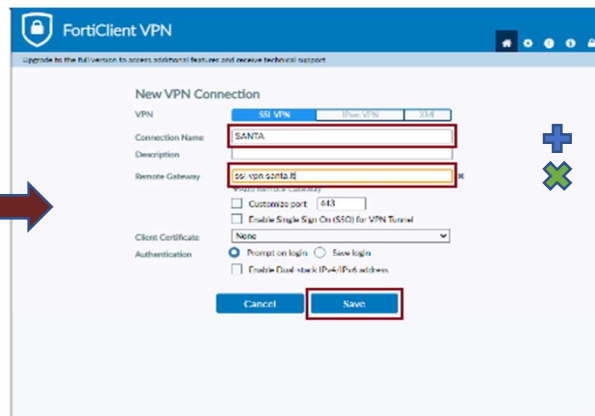 FortiClient VPN
Upgrade to the full version to access additional features and receive technical support
New VPN Connection
VPN SSL-VPN IPsec VPN XML
Connection Name SANTA
Description
Remote Gateway ssl-vpn.santa.lt
+Add Remote Gateway
Customize port 443
Enable Single Sign On (SSO) for VPN Tunnel
Client Certificate None
Authentication Prompt on login Save login
Enable Dual-stack IPv4/IPv6 address
Cancel Save